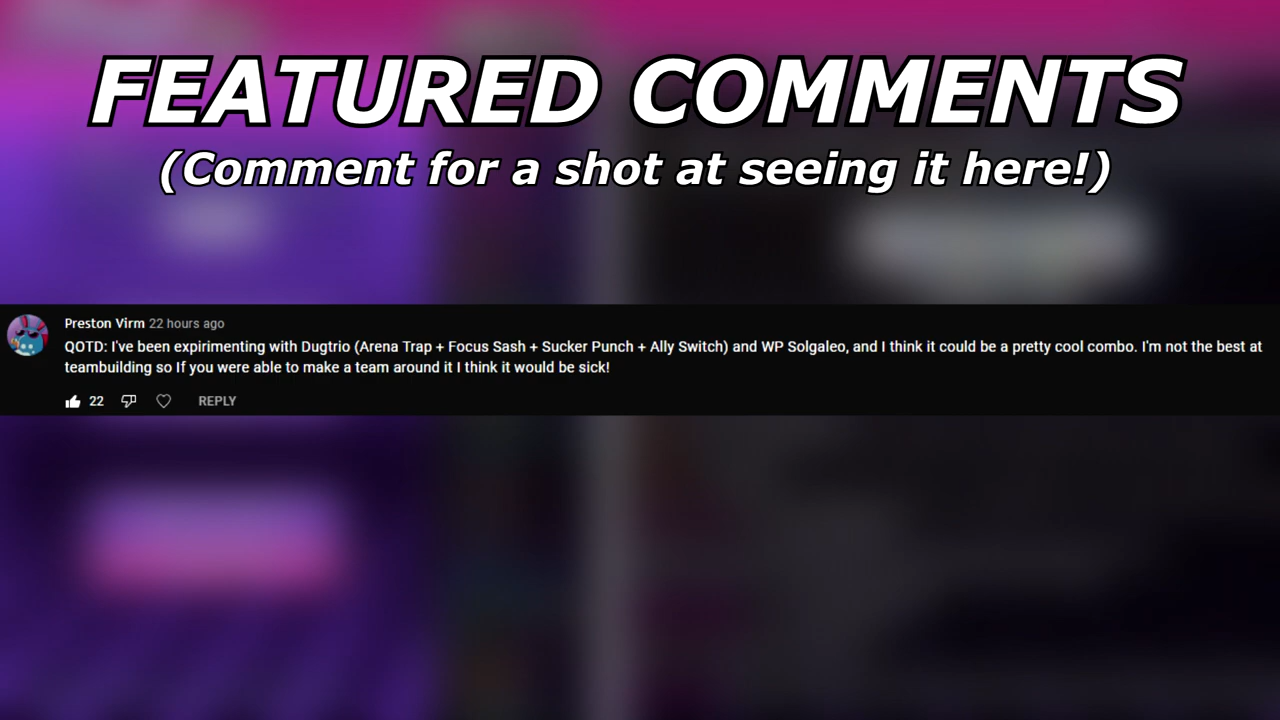 FEATURED COMMENTS
(Comment for a shot at seeing it here!)
Preston Virm 22 hours ago
QOTD: I've been expirimenting with Dugtrio (Arena Trap + Focus Sash + Sucker Punch + Ally Switch) and WP Solgaleo, and I think it could be a pretty cool combo. I'm not the best at
teambuilding so If you were able to make a team around it I think it would be sick!
22 REPLY